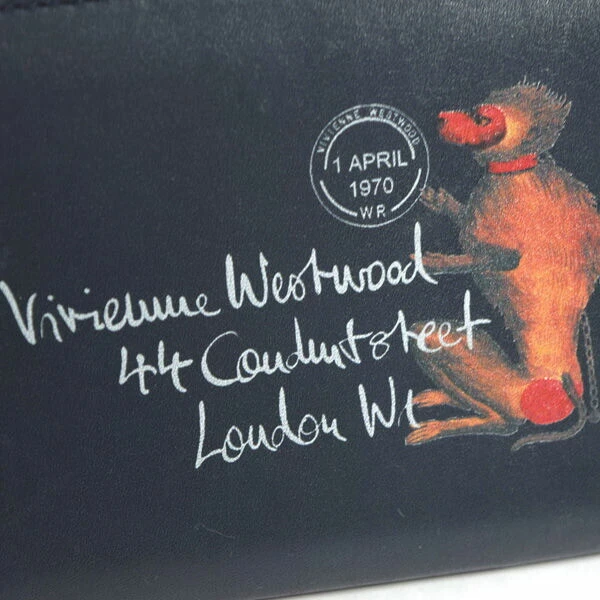 VIVIENNE WESTWOOD
1 APRIL
1970
WR
Vivienne Westwood
44 Conduit street
London W1